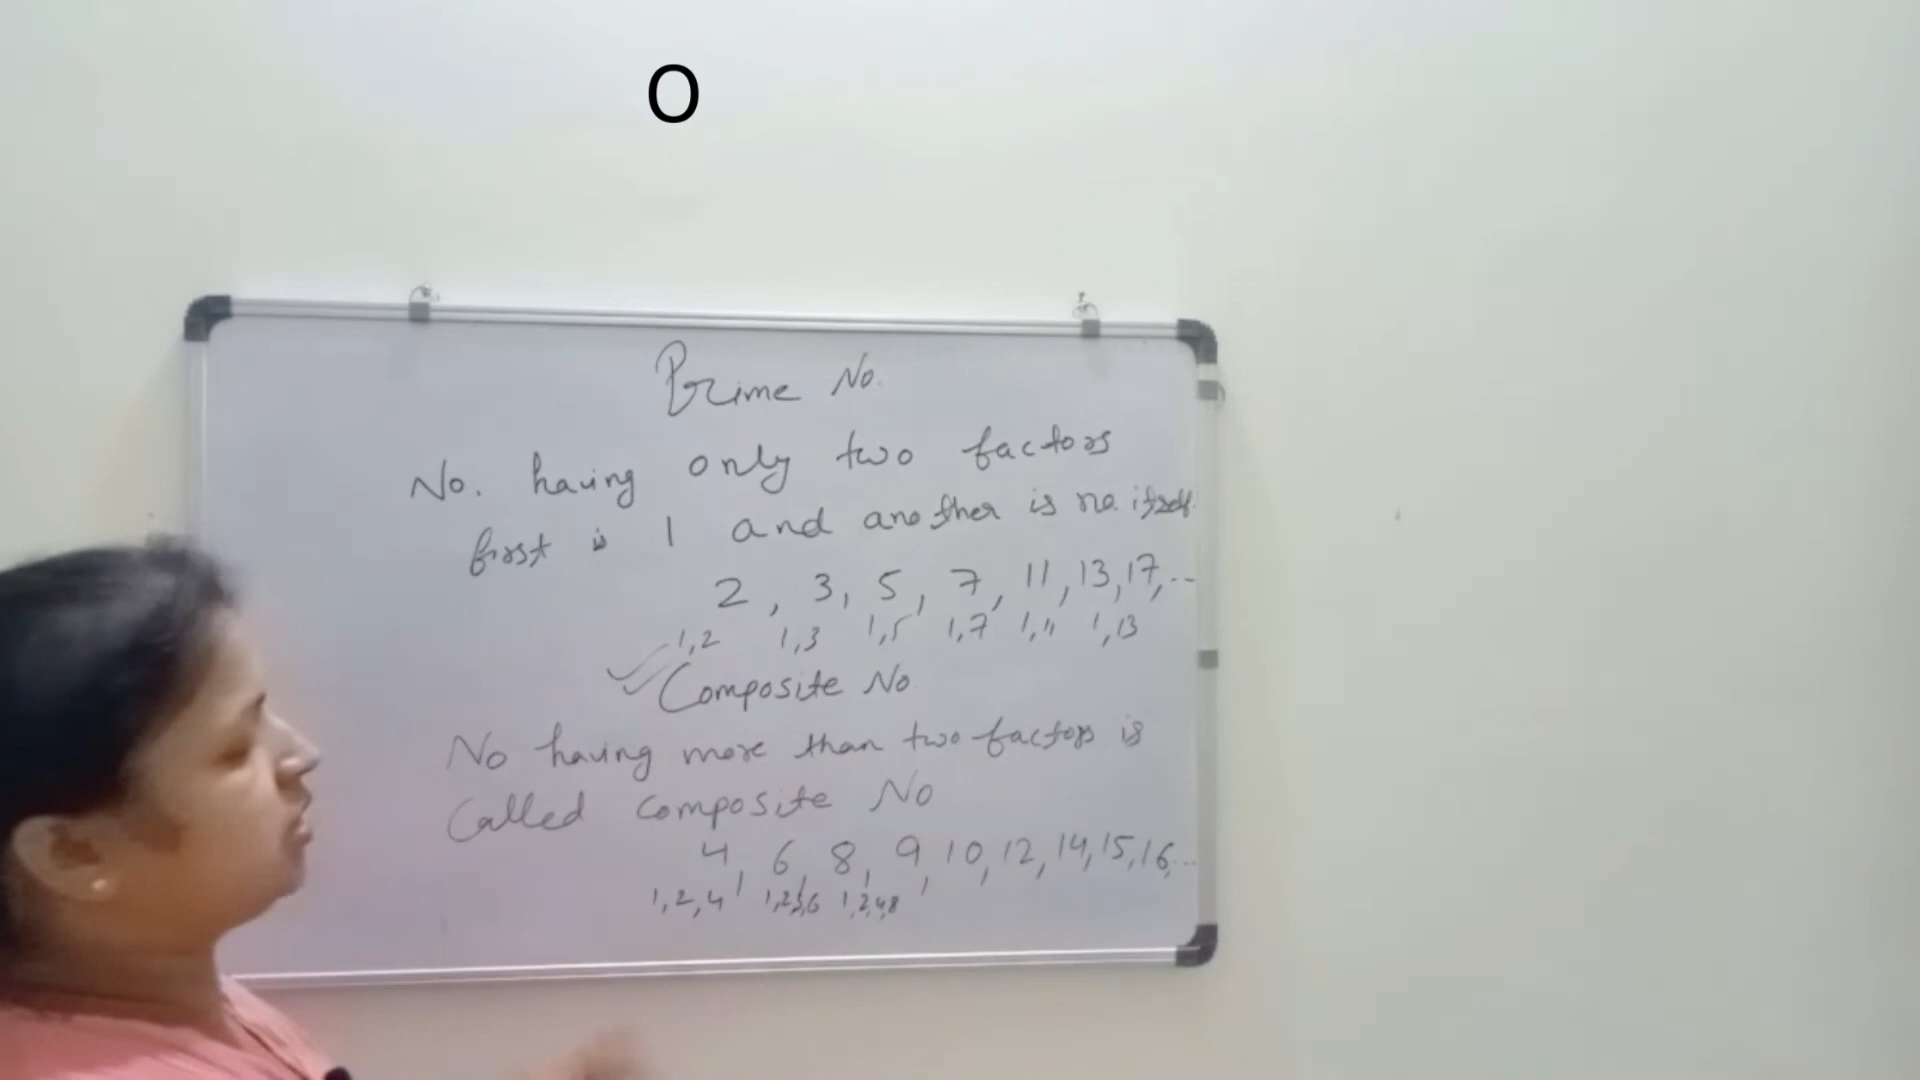 O
Prime No.
No. having only two factors
first is 1 and another is no. itself.
2, 3, 5, 7, 11, 13, 17, ...
1,2 1,3 1,5 1,7 1,11 1,13
Composite No
No having more than two factors is
Called Composite No
4, 6, 8, 9, 10, 12, 14, 15, 16, ...
1,2,4 1,2,3,6 1,2,4,8